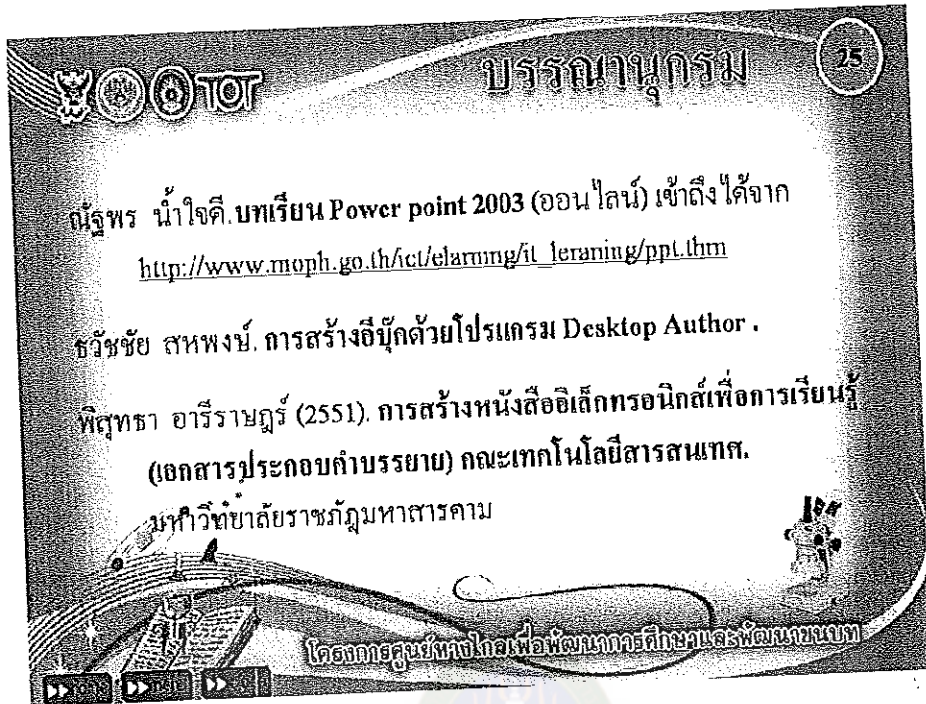 TOT
บรรณานุกรม
25
ณัฐพร น้ำใจดี.บทเรียน Power point 2003 (ออนไลน์) เข้าถึงได้จาก
http://www.moph.go.th/ict/elarning/it_leraning/ppt.thm
ธวัชชัย สหพงษ์. การสร้างอีบุ๊กด้วยโปรแกรม Desktop Author .
พิสุทธา อารีราษฎร์ (2551). การสร้างหนังสืออิเล็กทรอนิกส์เพื่อการเรียนรู้
(เอกสารประกอบคำบรรยาย) คณะเทคโนโลยีสารสนเทศ.
มหาวิทยาลัยราชภัฏมหาสารคาม
โครงการศูนย์ทางไกลเพื่อพัฒนาการศึกษาและพัฒนาชนบท